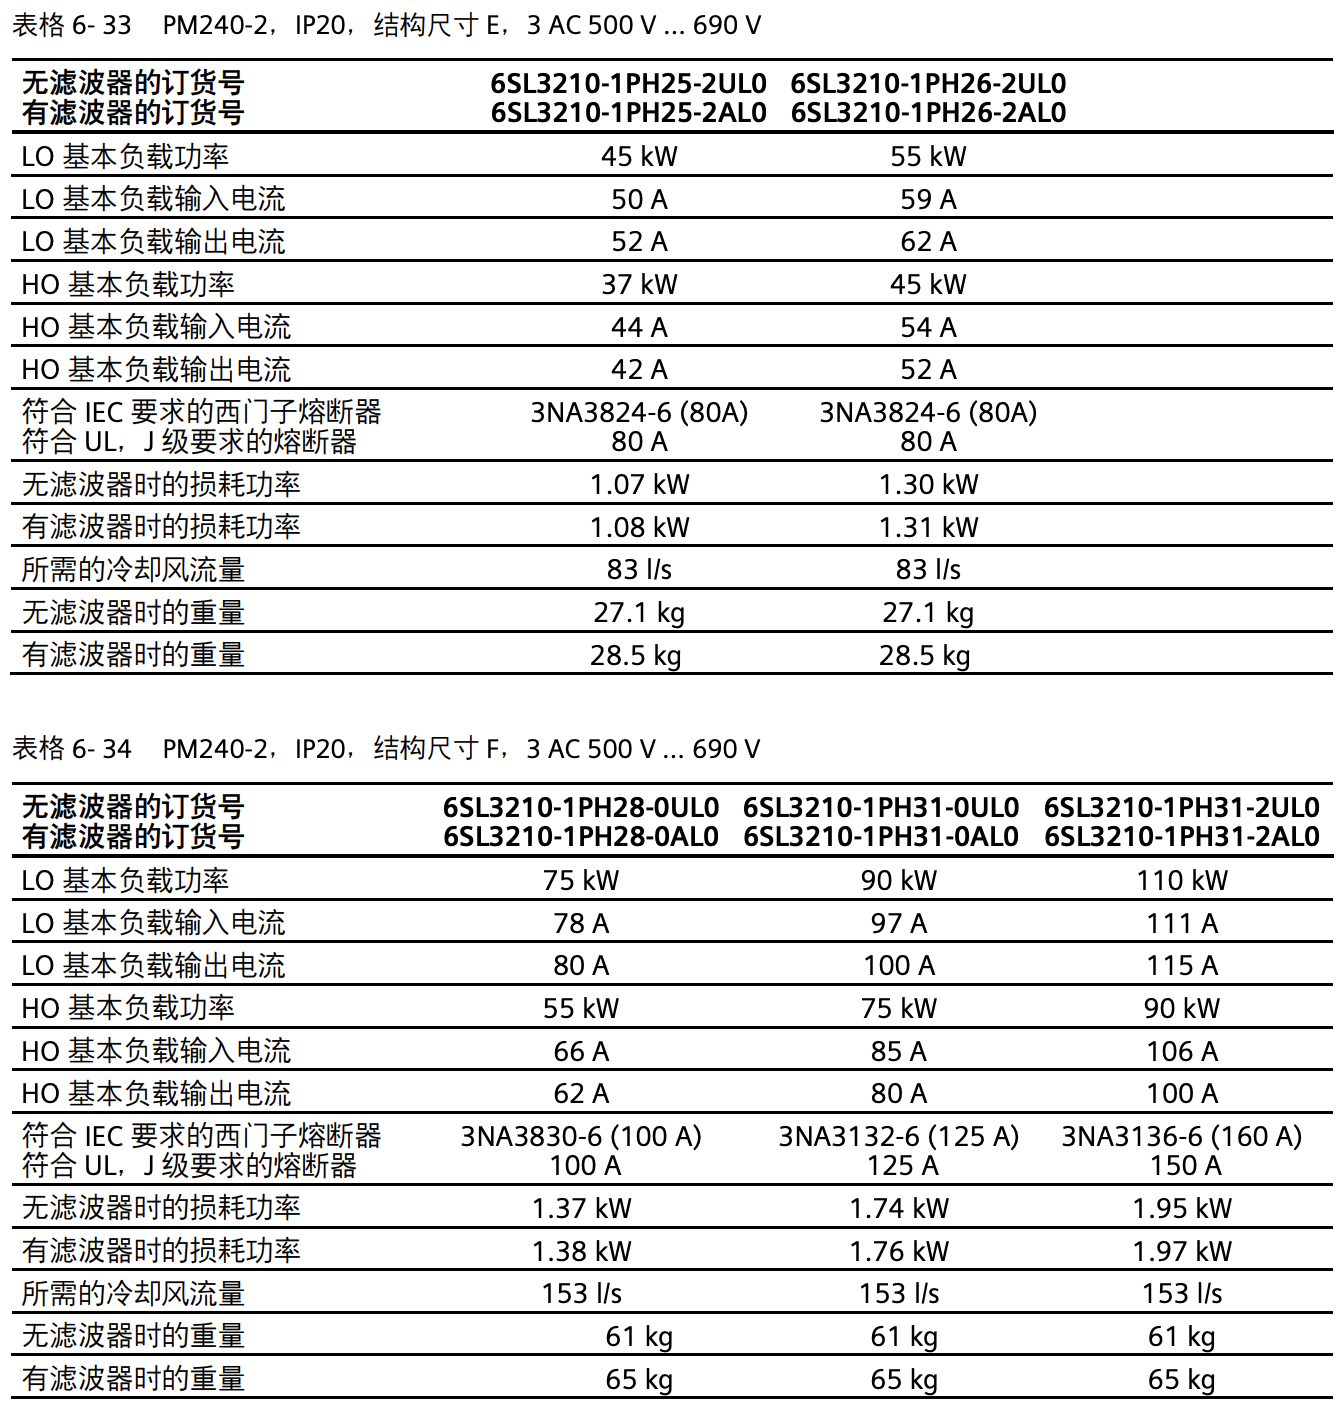 表格 6- 33 PM240-2，IP20，结构尺寸 E，3 AC 500 V … 690 V
无滤波器的订货号 6SL3210-1PH25-2UL0 6SL3210-1PH26-2UL0
有滤波器的订货号 6SL3210-1PH25-2AL0 6SL3210-1PH26-2AL0
LO 基本负载功率 45 kW 55 kW
LO 基本负载输入电流 50 A 59 A
LO 基本负载输出电流 52 A 62 A
HO 基本负载功率 37 kW 45 kW
HO 基本负载输入电流 44 A 54 A
HO 基本负载输出电流 42 A 52 A
符合 IEC 要求的西门子熔断器 3NA3824-6 (80A) 3NA3824-6 (80A)
符合 UL，J 级要求的熔断器 80 A 80 A
无滤波器时的损耗功率 1.07 kW 1.30 kW
有滤波器时的损耗功率 1.08 kW 1.31 kW
所需的冷却风流量 83 l/s 83 l/s
无滤波器时的重量 27.1 kg 27.1 kg
有滤波器时的重量 28.5 kg 28.5 kg
表格 6- 34 PM240-2，IP20，结构尺寸 F，3 AC 500 V … 690 V
无滤波器的订货号 6SL3210-1PH28-0UL0 6SL3210-1PH31-0UL0 6SL3210-1PH31-2UL0
有滤波器的订货号 6SL3210-1PH28-0AL0 6SL3210-1PH31-0AL0 6SL3210-1PH31-2AL0
LO 基本负载功率 75 kW 90 kW 110 kW
LO 基本负载输入电流 78 A 97 A 111 A
LO 基本负载输出电流 80 A 100 A 115 A
HO 基本负载功率 55 kW 75 kW 90 kW
HO 基本负载输入电流 66 A 85 A 106 A
HO 基本负载输出电流 62 A 80 A 100 A
符合 IEC 要求的西门子熔断器 3NA3830-6 (100 A) 3NA3132-6 (125 A) 3NA3136-6 (160 A)
符合 UL，J 级要求的熔断器 100 A 125 A 150 A
无滤波器时的损耗功率 1.37 kW 1.74 kW 1.95 kW
有滤波器时的损耗功率 1.38 kW 1.76 kW 1.97 kW
所需的冷却风流量 153 l/s 153 l/s 153 l/s
无滤波器时的重量 61 kg 61 kg 61 kg
有滤波器时的重量 65 kg 65 kg 65 kg